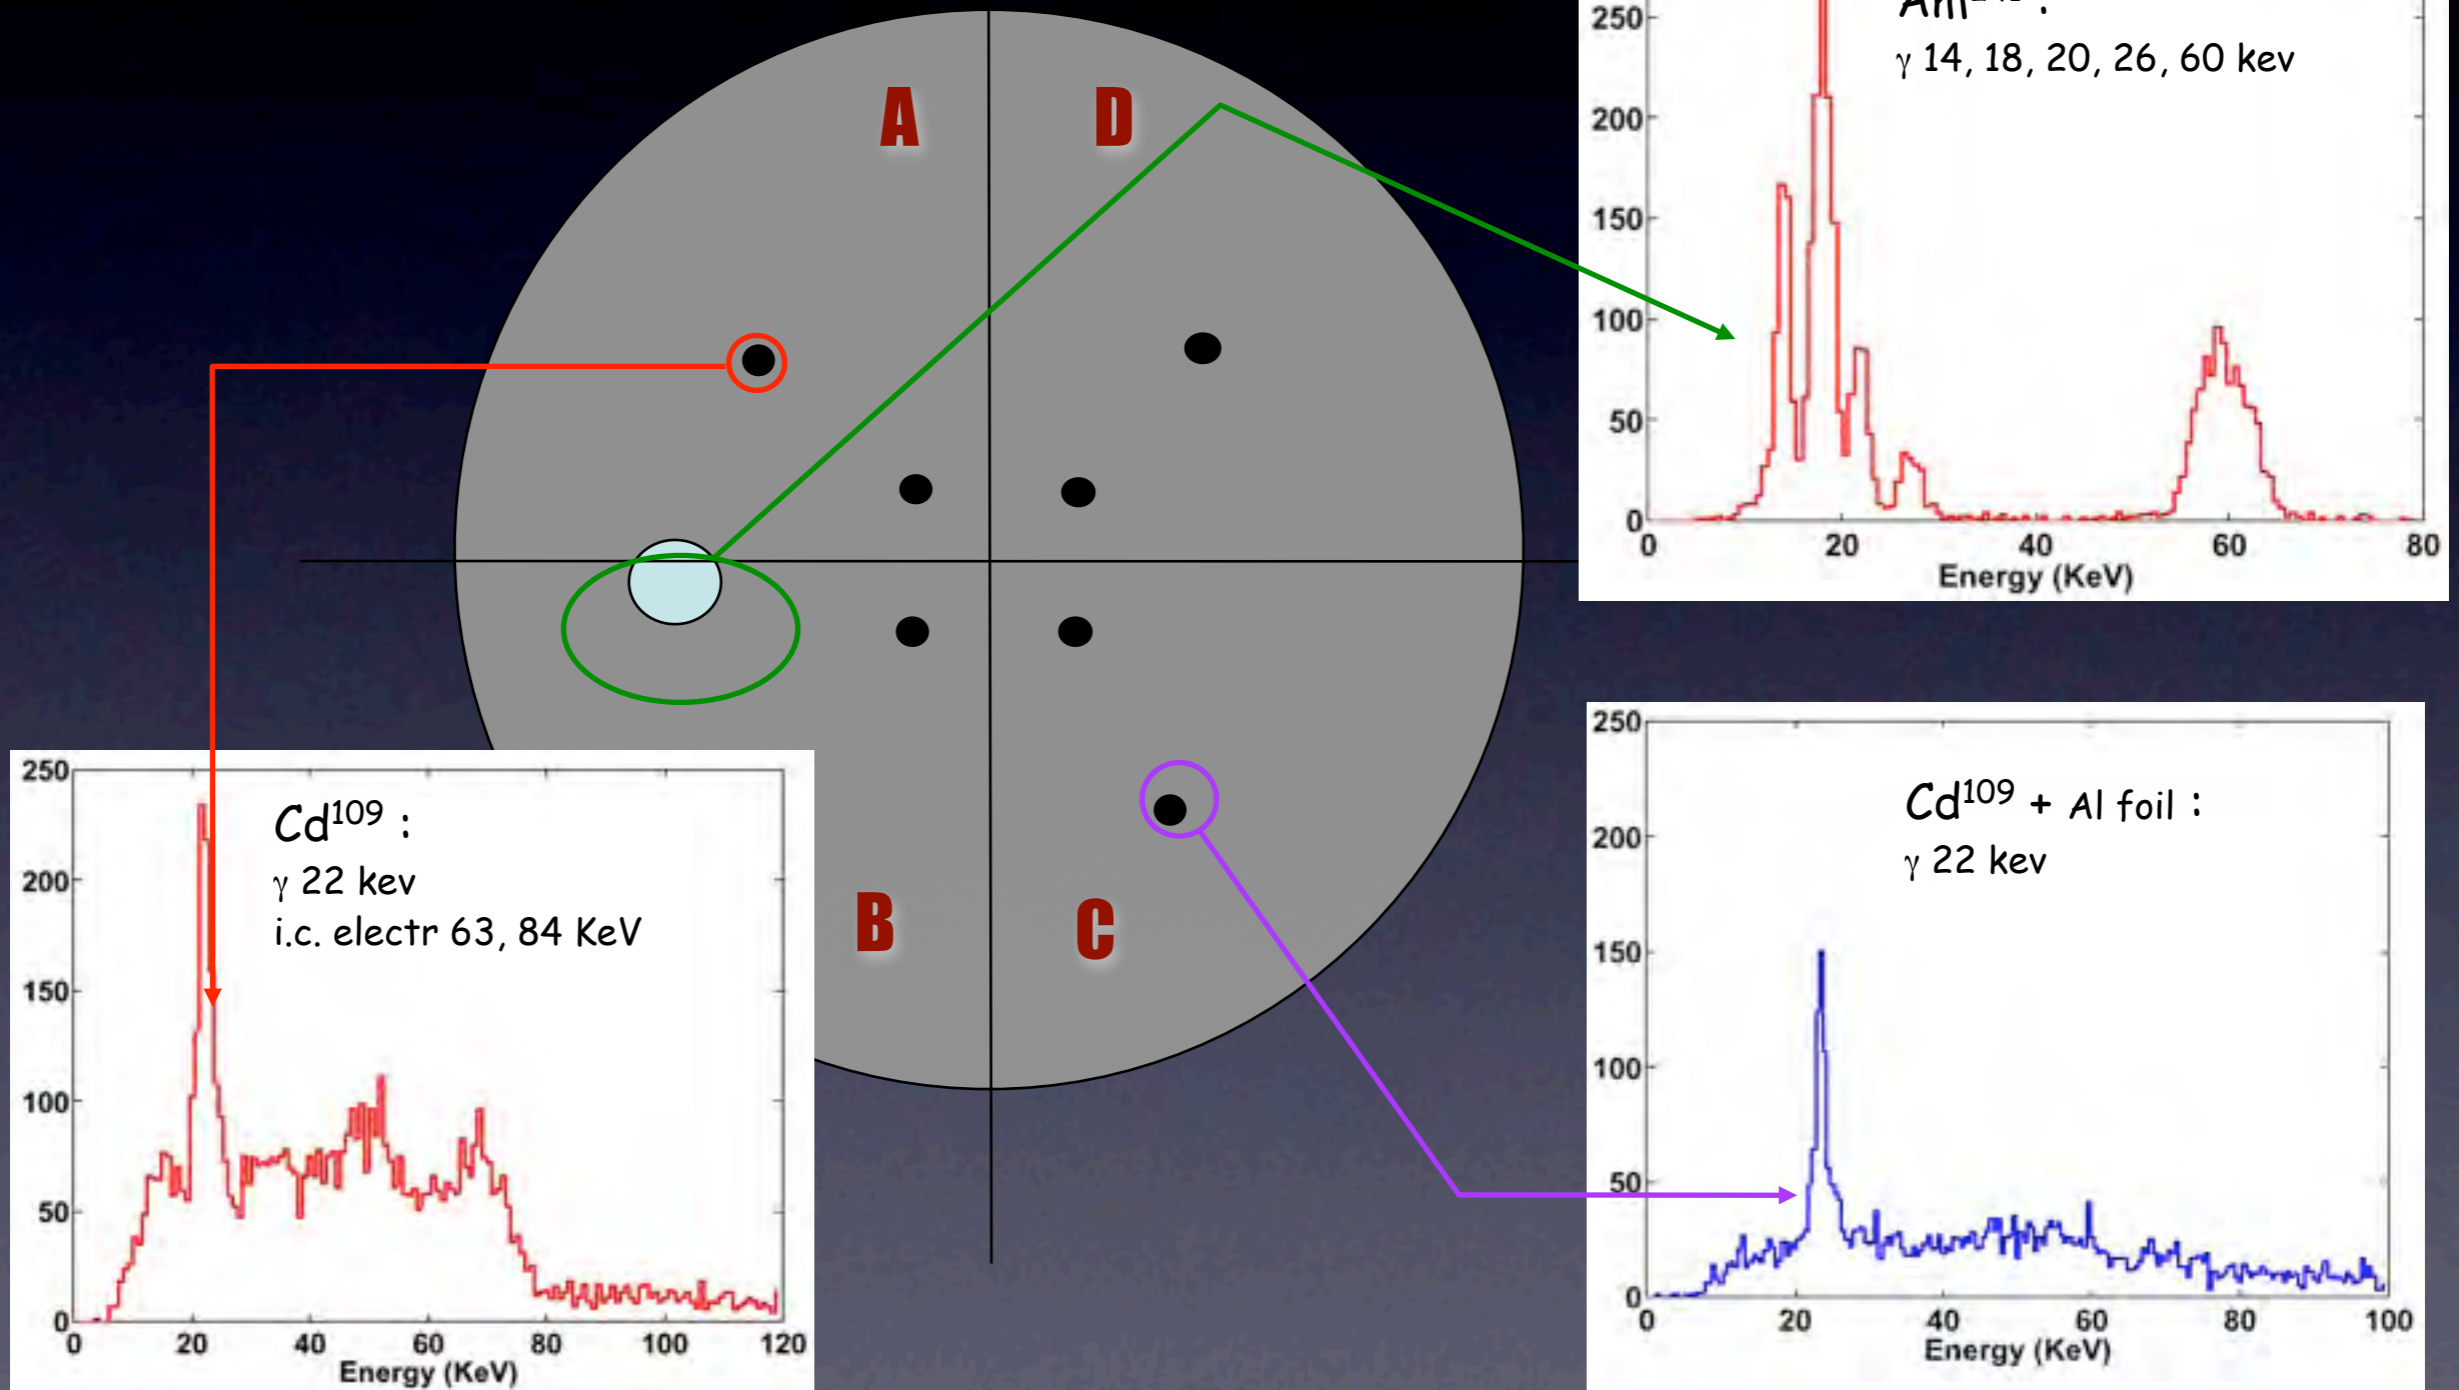 A
D
γ 14, 18, 20, 26, 60 kev
250
200
150
100
50
0
0 20 40 60 80
Energy (KeV)
B
C
250
200
150
100
50
0
0 20 40 60 80 100 120
Energy (KeV)
Cd109 :
γ 22 kev
i.c. electr 63, 84 KeV
250
200
150
100
50
0
0 20 40 60 80 100
Energy (KeV)
Cd109 + Al foil :
γ 22 kev